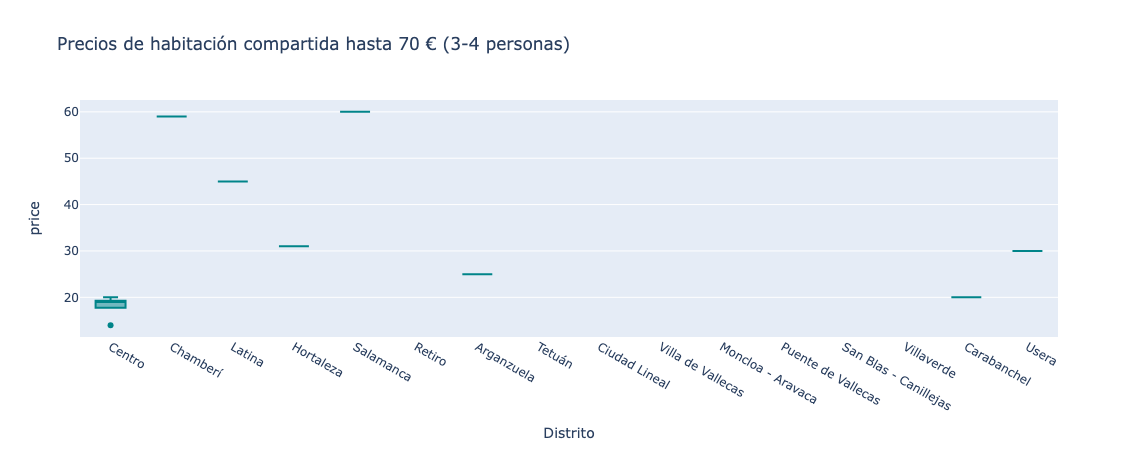 Precios de habitación compartida hasta 70 € (3-4 personas)
60
50
40
30
20
price
Centro
Chamberí
Latina
Hortaleza
Salamanca
Retiro
Arganzuela
Tetuán
Ciudad Lineal
Villa de Vallecas
Moncloa - Aravaca
Puente de Vallecas
San Blas - Canillejas
Villaverde
Carabanchel
Usera
Distrito